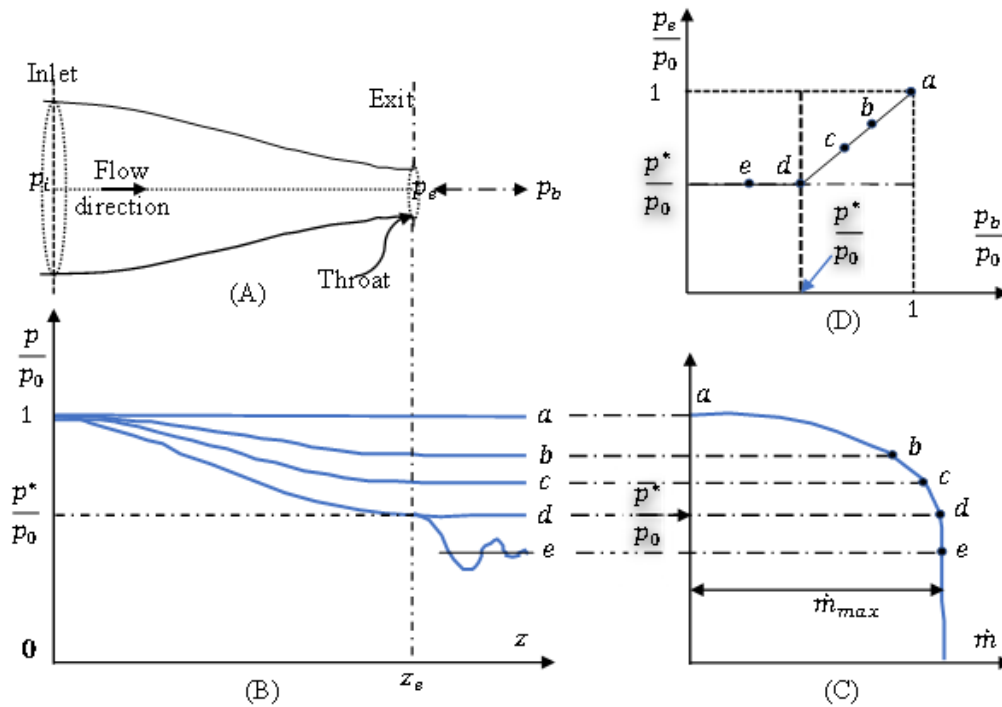 Inlet
Exit
p_i
Flow
direction
p_e
p_b
Throat
(A)
p_e/p_0
1
a
b
c
d
e
p*/p_0
p*/p_0
p_b/p_0
1
(D)
p/p_0
1
p*/p_0
0
a
b
c
d
e
z
z_e
(B)
a
b
c
d
e
p*/p_0
ṁ_max
ṁ
(C)